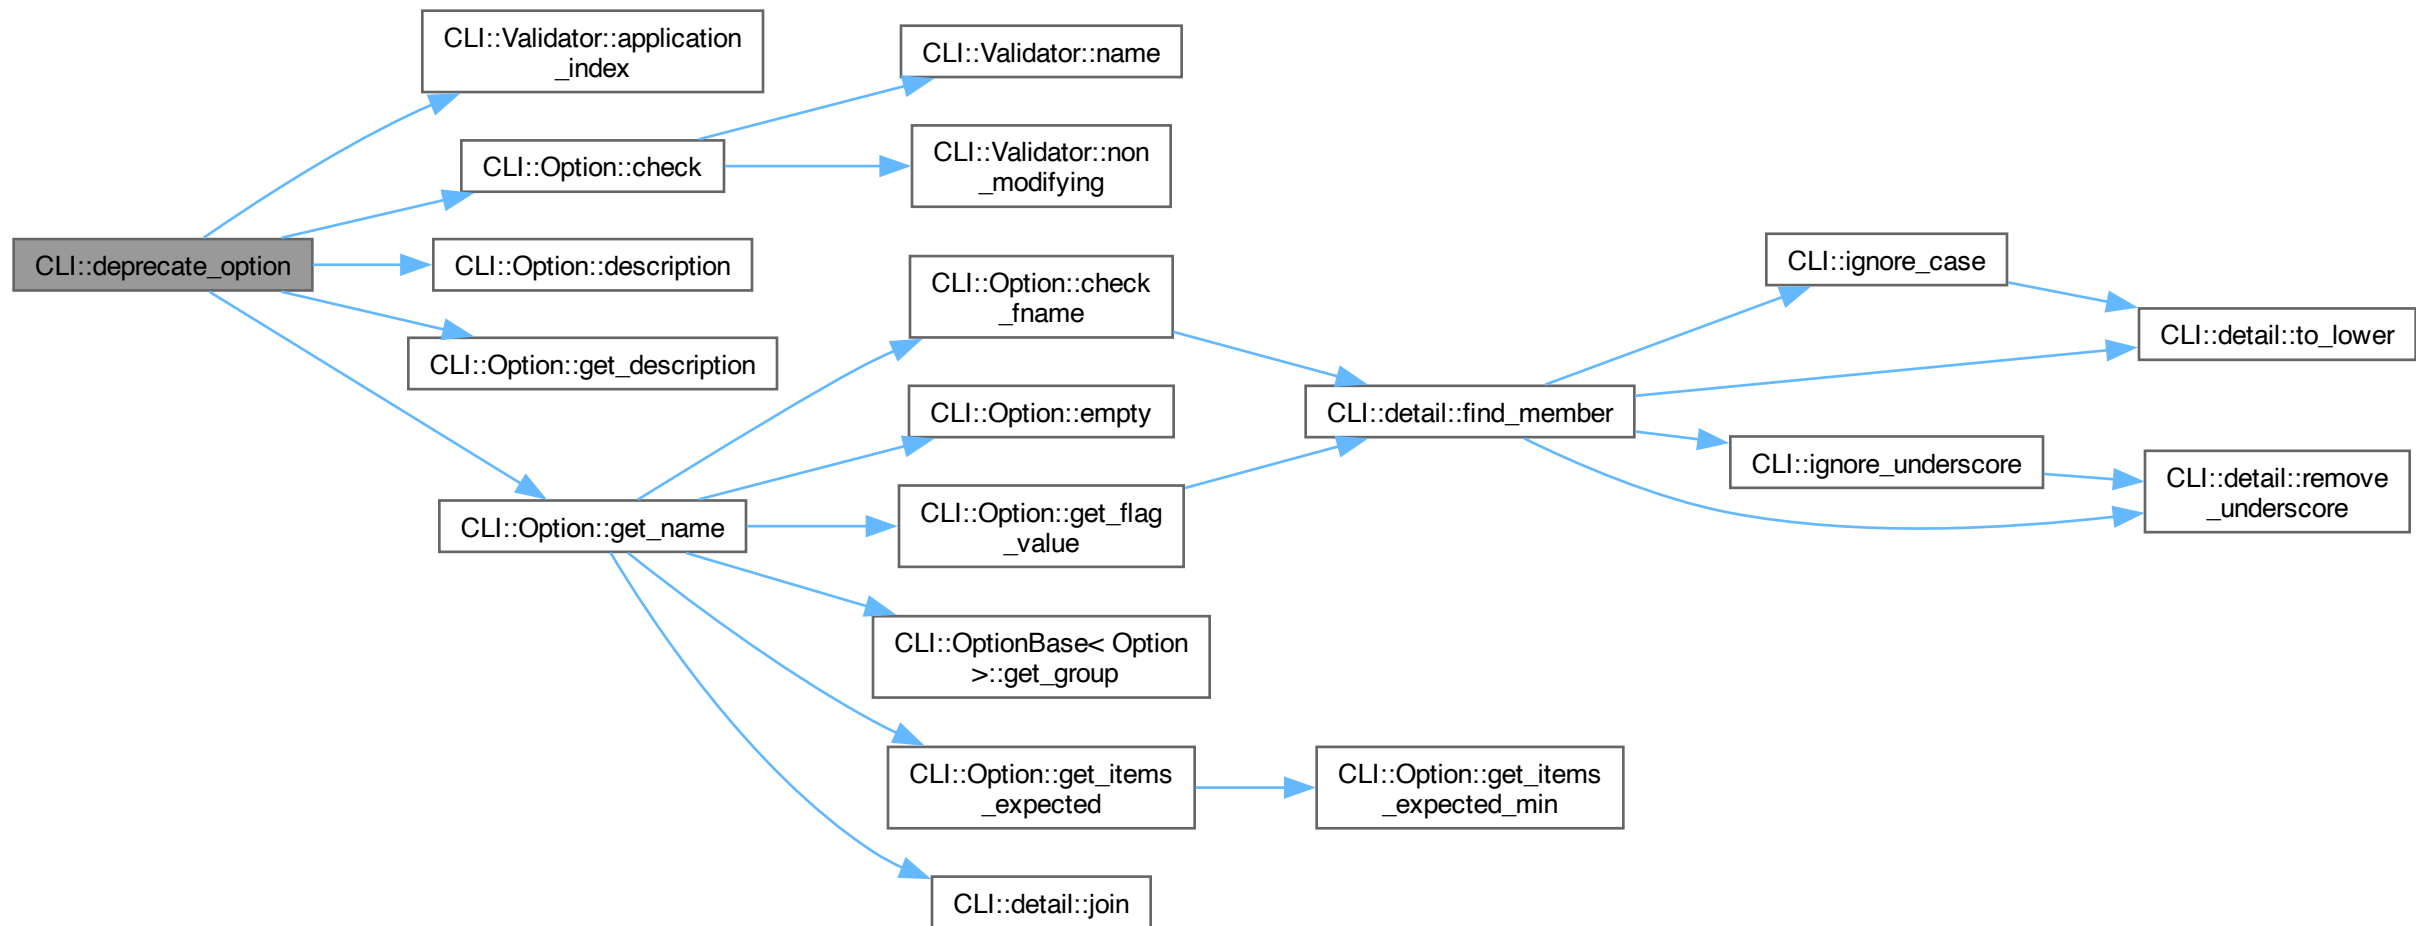 CLI::deprecate_option
CLI::Validator::application
_index
CLI::Option::check
CLI::Option::description
CLI::Option::get_description
CLI::Option::get_name
CLI::Validator::name
CLI::Validator::non
_modifying
CLI::Option::check
_fname
CLI::Option::empty
CLI::Option::get_flag
_value
CLI::OptionBase< Option
>::get_group
CLI::Option::get_items
_expected
CLI::detail::join
CLI::detail::find_member
CLI::Option::get_items
_expected_min
CLI::ignore_case
CLI::ignore_underscore
CLI::detail::to_lower
CLI::detail::remove
_underscore